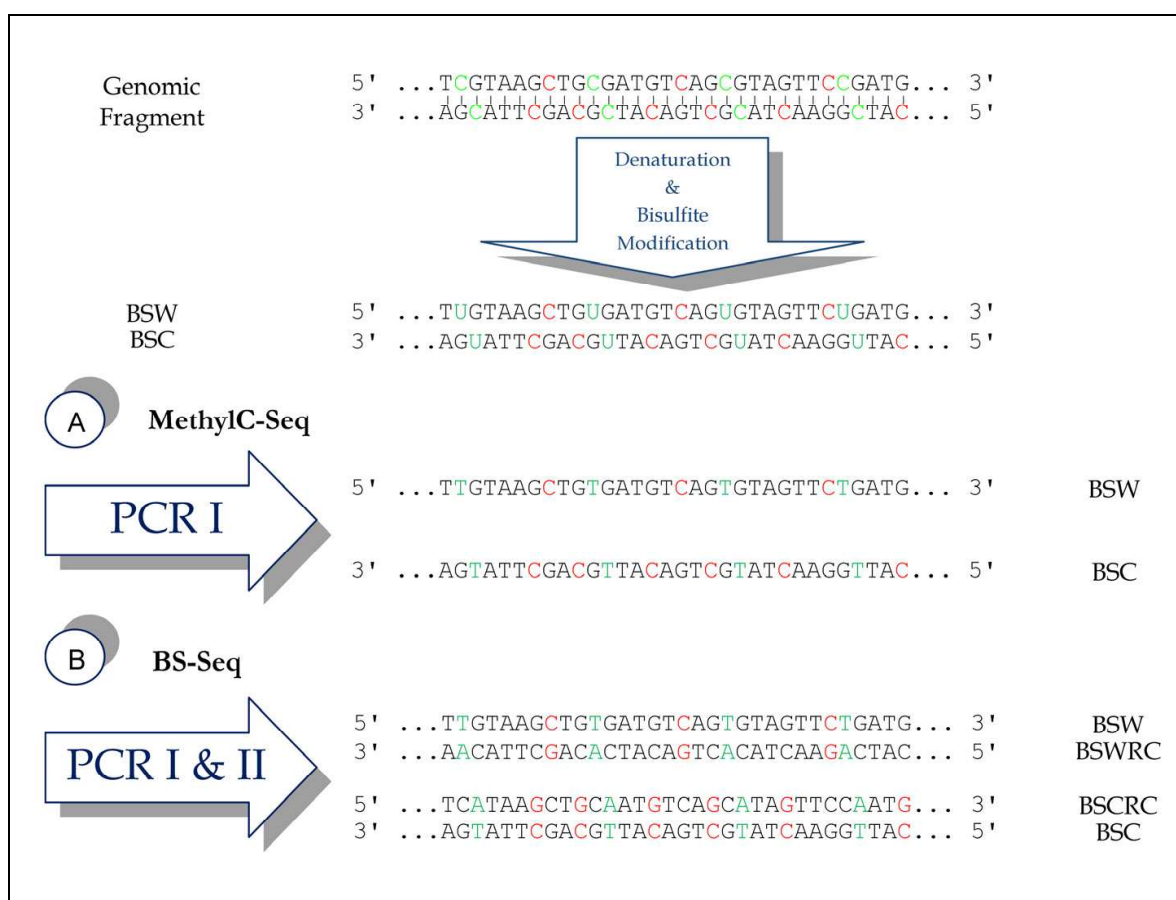 Genomic
Fragment
5' ...TCGTAAGCTGCGATGTCAGCGTAGTTCCGATG... 3'
3' ...AGCATTCGACGCTACAGTCGCATCAAGGCTAC... 5'
Denaturation
&
Bisulfite
Modification
BSW 5' ...TUGTAAGCTGUGATGTCAGUGTAGTTCUGATG... 3'
BSC 3' ...AGUATTCGACGUTACAGTCGUATCAAGGUTAC... 5'
A MethylC-Seq
PCR I
5' ...TTGTAAGCTGTGATGTCAGTGTAGTTCTGATG... 3' BSW
3' ...AGTATTCGACGTTACAGTCGTATCAAGGTTAC... 5' BSC
B BS-Seq
PCR I & II
5' ...TTGTAAGCTGTGATGTCAGTGTAGTTCTGATG... 3' BSW
3' ...AACATTCGACACTACAGTCACATCAAGACTAC... 5' BSWRC
5' ...TCATAAGCTGCAATGTCAGCATAGTTCCAATG... 3' BSCRC
3' ...AGTATTCGACGTTACAGTCGTATCAAGGTTAC... 5' BSC